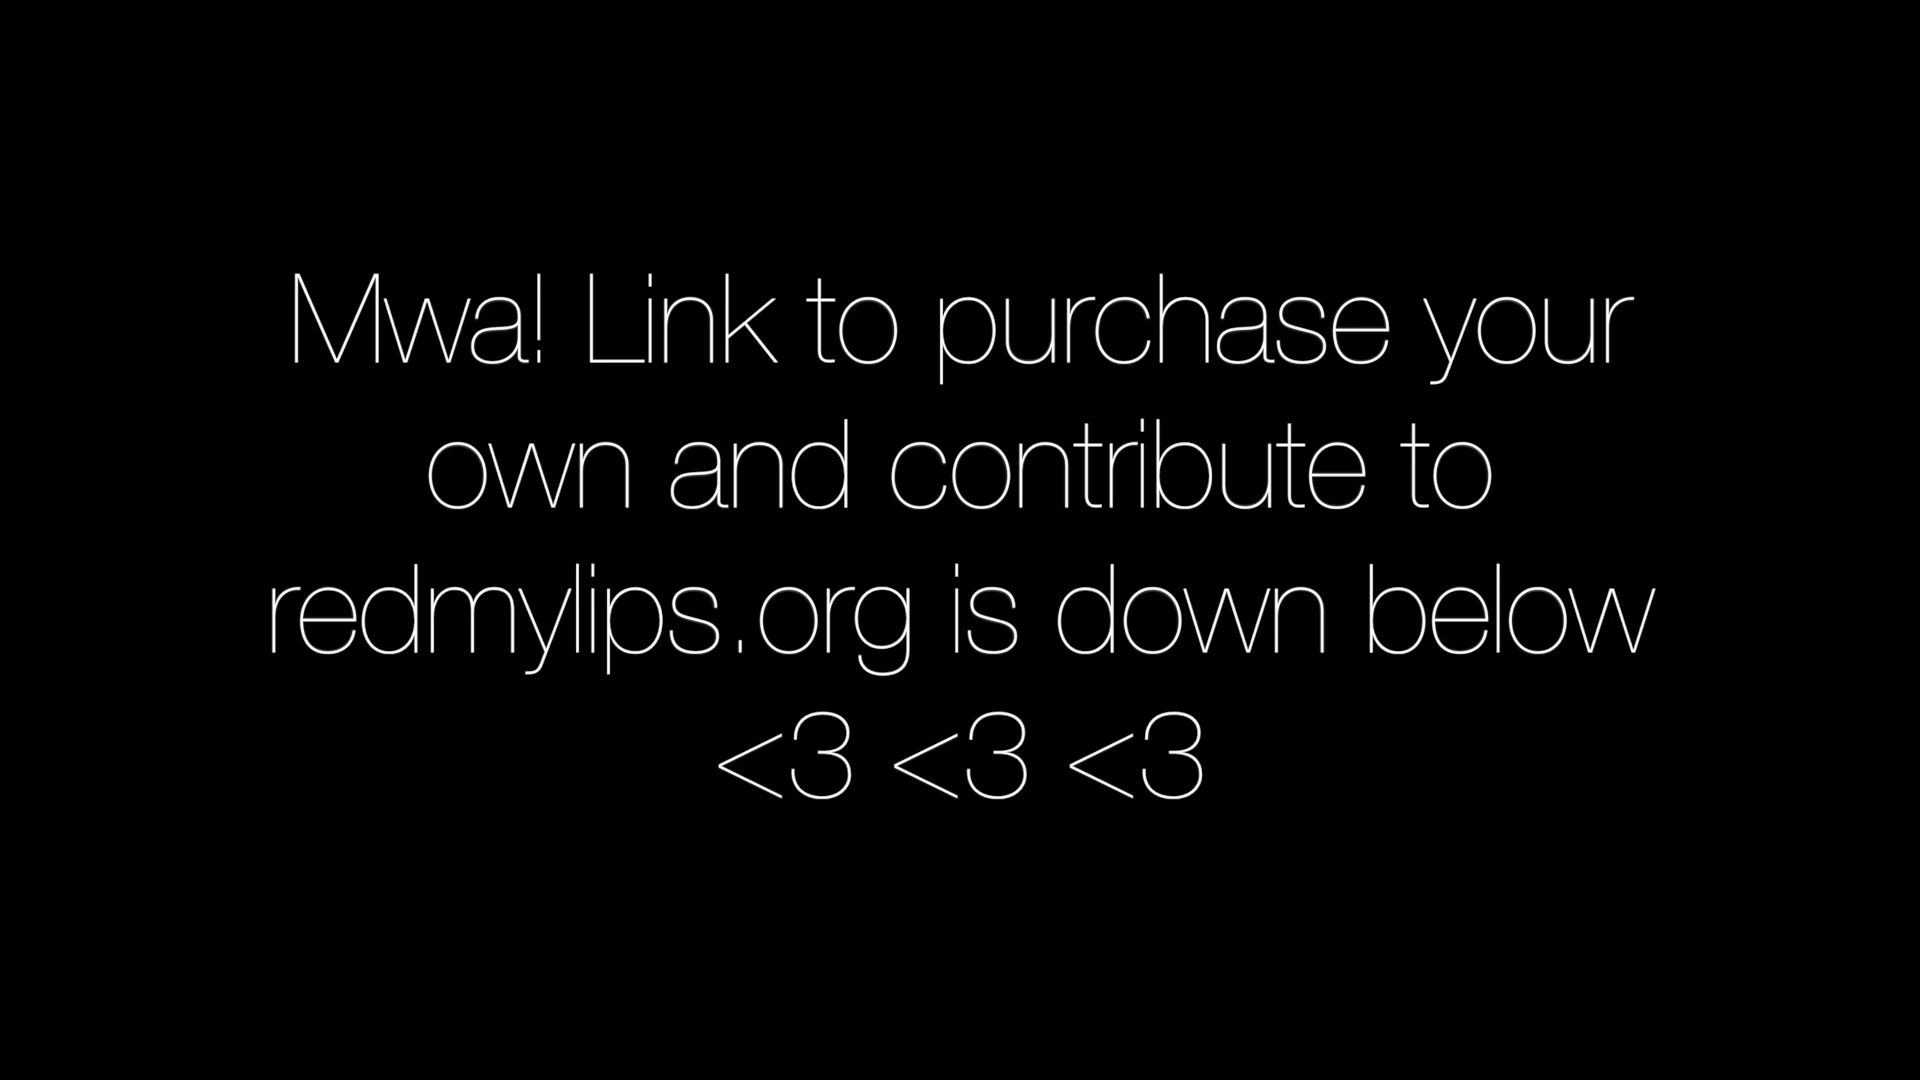 Mwa! Link to purchase your
own and contribute to
redmylips.org is down below
<3 <3 <3